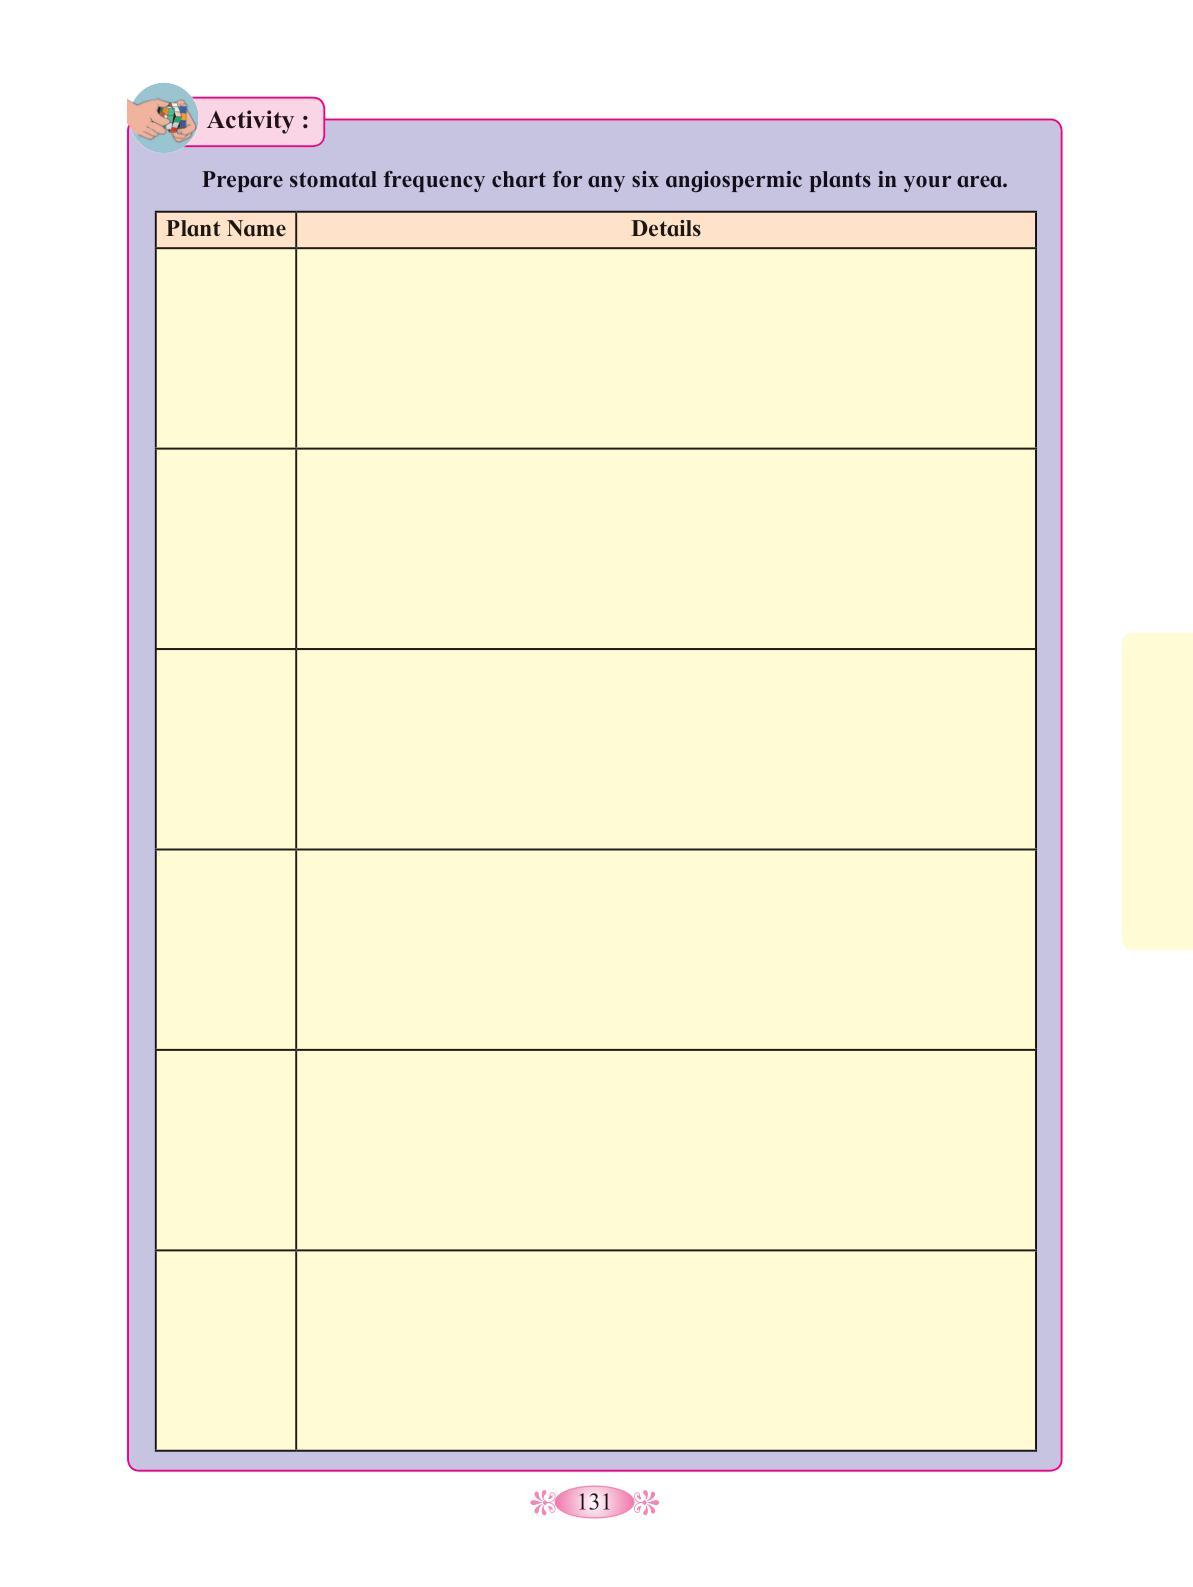 Activity :
Prepare stomatal frequency chart for any six angiospermic plants in your area.
Plant Name Details
131